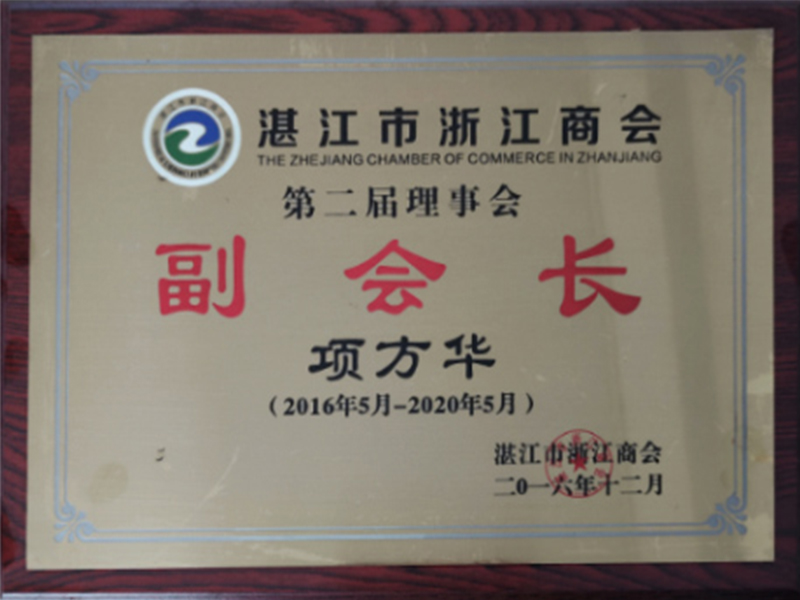 湛江市浙江商会
THE ZHEJIANG CHAMBER OF COMMERCE IN ZHANJIANG
第二届理事会
副会长
项方华
（2016年5月-2020年5月）
湛江市浙江商会
二0一六年十二月